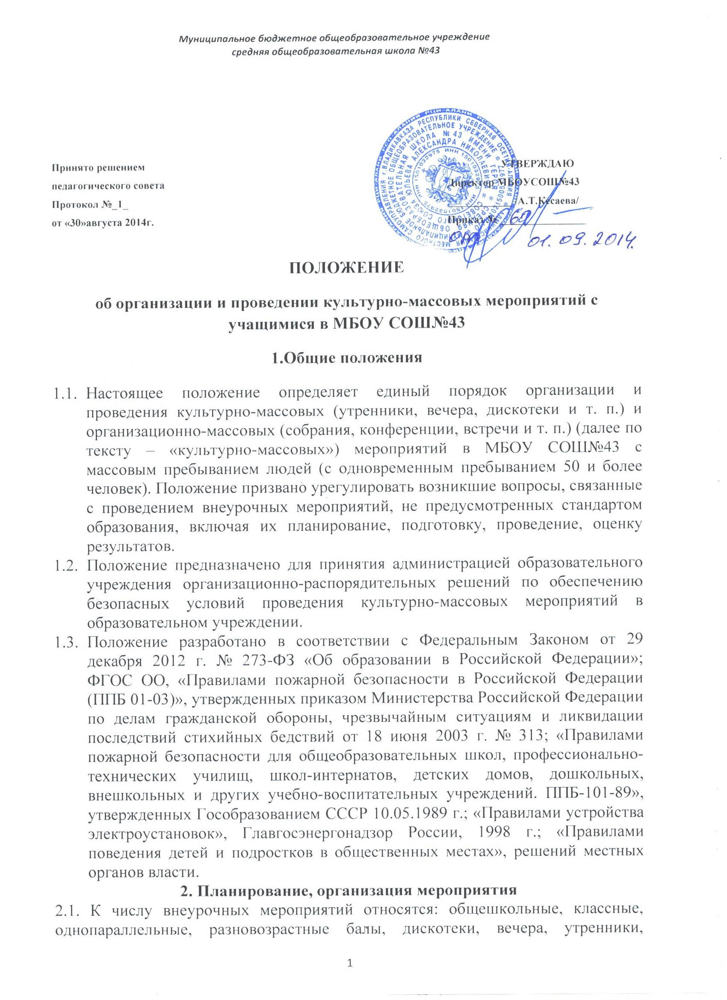 Муниципальное бюджетное общеобразовательное учреждение
средняя общеобразовательная школа №43
Принято решением
педагогического совета
Протокол №_1_
от «30»августа 2014г.
УТВЕРЖДАЮ
Директор МБОУСОШ№43
А.Т.Кесаева/
Приказ №
01.09.2014.
ПОЛОЖЕНИЕ
об организации и проведении культурно-массовых мероприятий с
учащимися в МБОУ СОШ№43
1.Общие положения
1.1. Настоящее положение определяет единый порядок организации и
проведения культурно-массовых (утренники, вечера, дискотеки и т. п.) и
организационно-массовых (собрания, конференции, встречи и т. п.) (далее по
тексту – «культурно-массовых») мероприятий в МБОУ СОШ№43 с
массовым пребыванием людей (с одновременным пребыванием 50 и более
человек). Положение призвано урегулировать возникшие вопросы, связанные
с проведением внеурочных мероприятий, не предусмотренных стандартом
образования, включая их планирование, подготовку, проведение, оценку
результатов.
1.2. Положение предназначено для принятия администрацией образовательного
учреждения организационно-распорядительных решений по обеспечению
безопасных условий проведения культурно-массовых мероприятий в
образовательном учреждении.
1.3. Положение разработано в соответствии с Федеральным Законом от 29
декабря 2012 г. № 273-ФЗ «Об образовании в Российской Федерации»;
ФГОС ОО, «Правилами пожарной безопасности в Российской Федерации
(ППБ 01-03)», утвержденных приказом Министерства Российской Федерации
по делам гражданской обороны, чрезвычайным ситуациям и ликвидации
последствий стихийных бедствий от 18 июня 2003 г. № 313; «Правилами
пожарной безопасности для общеобразовательных школ, профессионально-
технических училищ, школ-интернатов, детских домов, дошкольных,
внешкольных и других учебно-воспитательных учреждений. ППБ-101-89»,
утвержденных Гособразованием СССР 10.05.1989 г.; «Правилами устройства
электроустановок», Главгосэнергонадзор России, 1998 г.; «Правилами
поведения детей и подростков в общественных местах», решений местных
органов власти.
2. Планирование, организация мероприятия
2.1. К числу внеурочных мероприятий относятся: общешкольные, классные,
однопараллельные, разновозрастные балы, дискотеки, вечера, утренники,
1